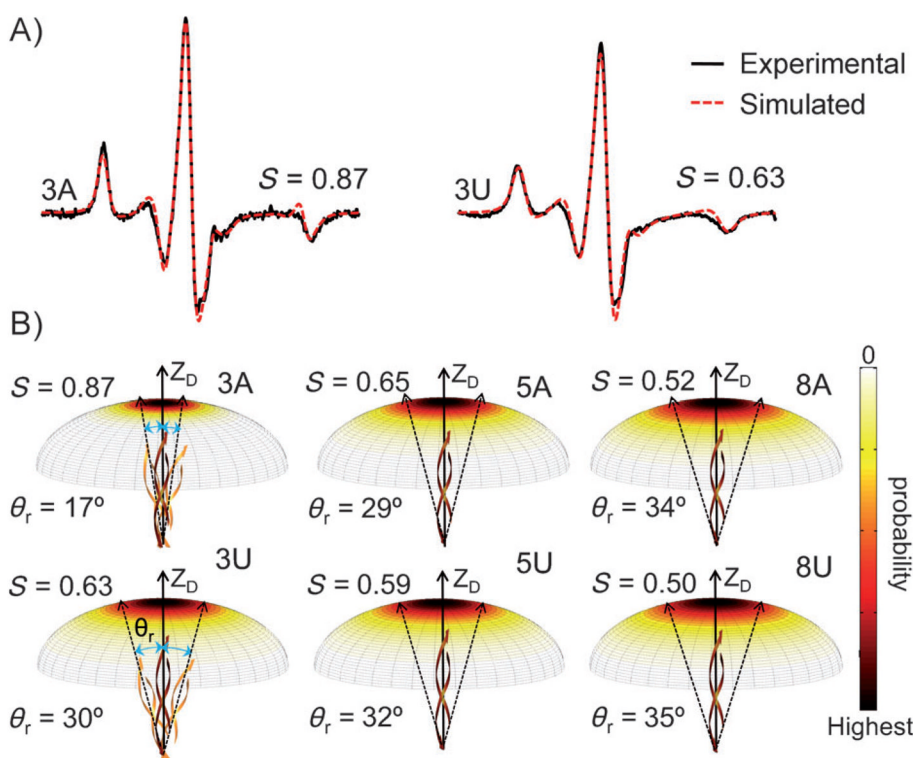 A)
Experimental
Simulated
3A
S = 0.87
3U
S = 0.63
B)
S = 0.87
Z_D
3A
θ_r = 17º
S = 0.65
Z_D
5A
θ_r = 29º
S = 0.52
Z_D
8A
θ_r = 34º
S = 0.63
Z_D
3U
θ_r
θ_r = 30º
S = 0.59
Z_D
5U
θ_r = 32º
S = 0.50
Z_D
8U
θ_r = 35º
0
probability
Highest